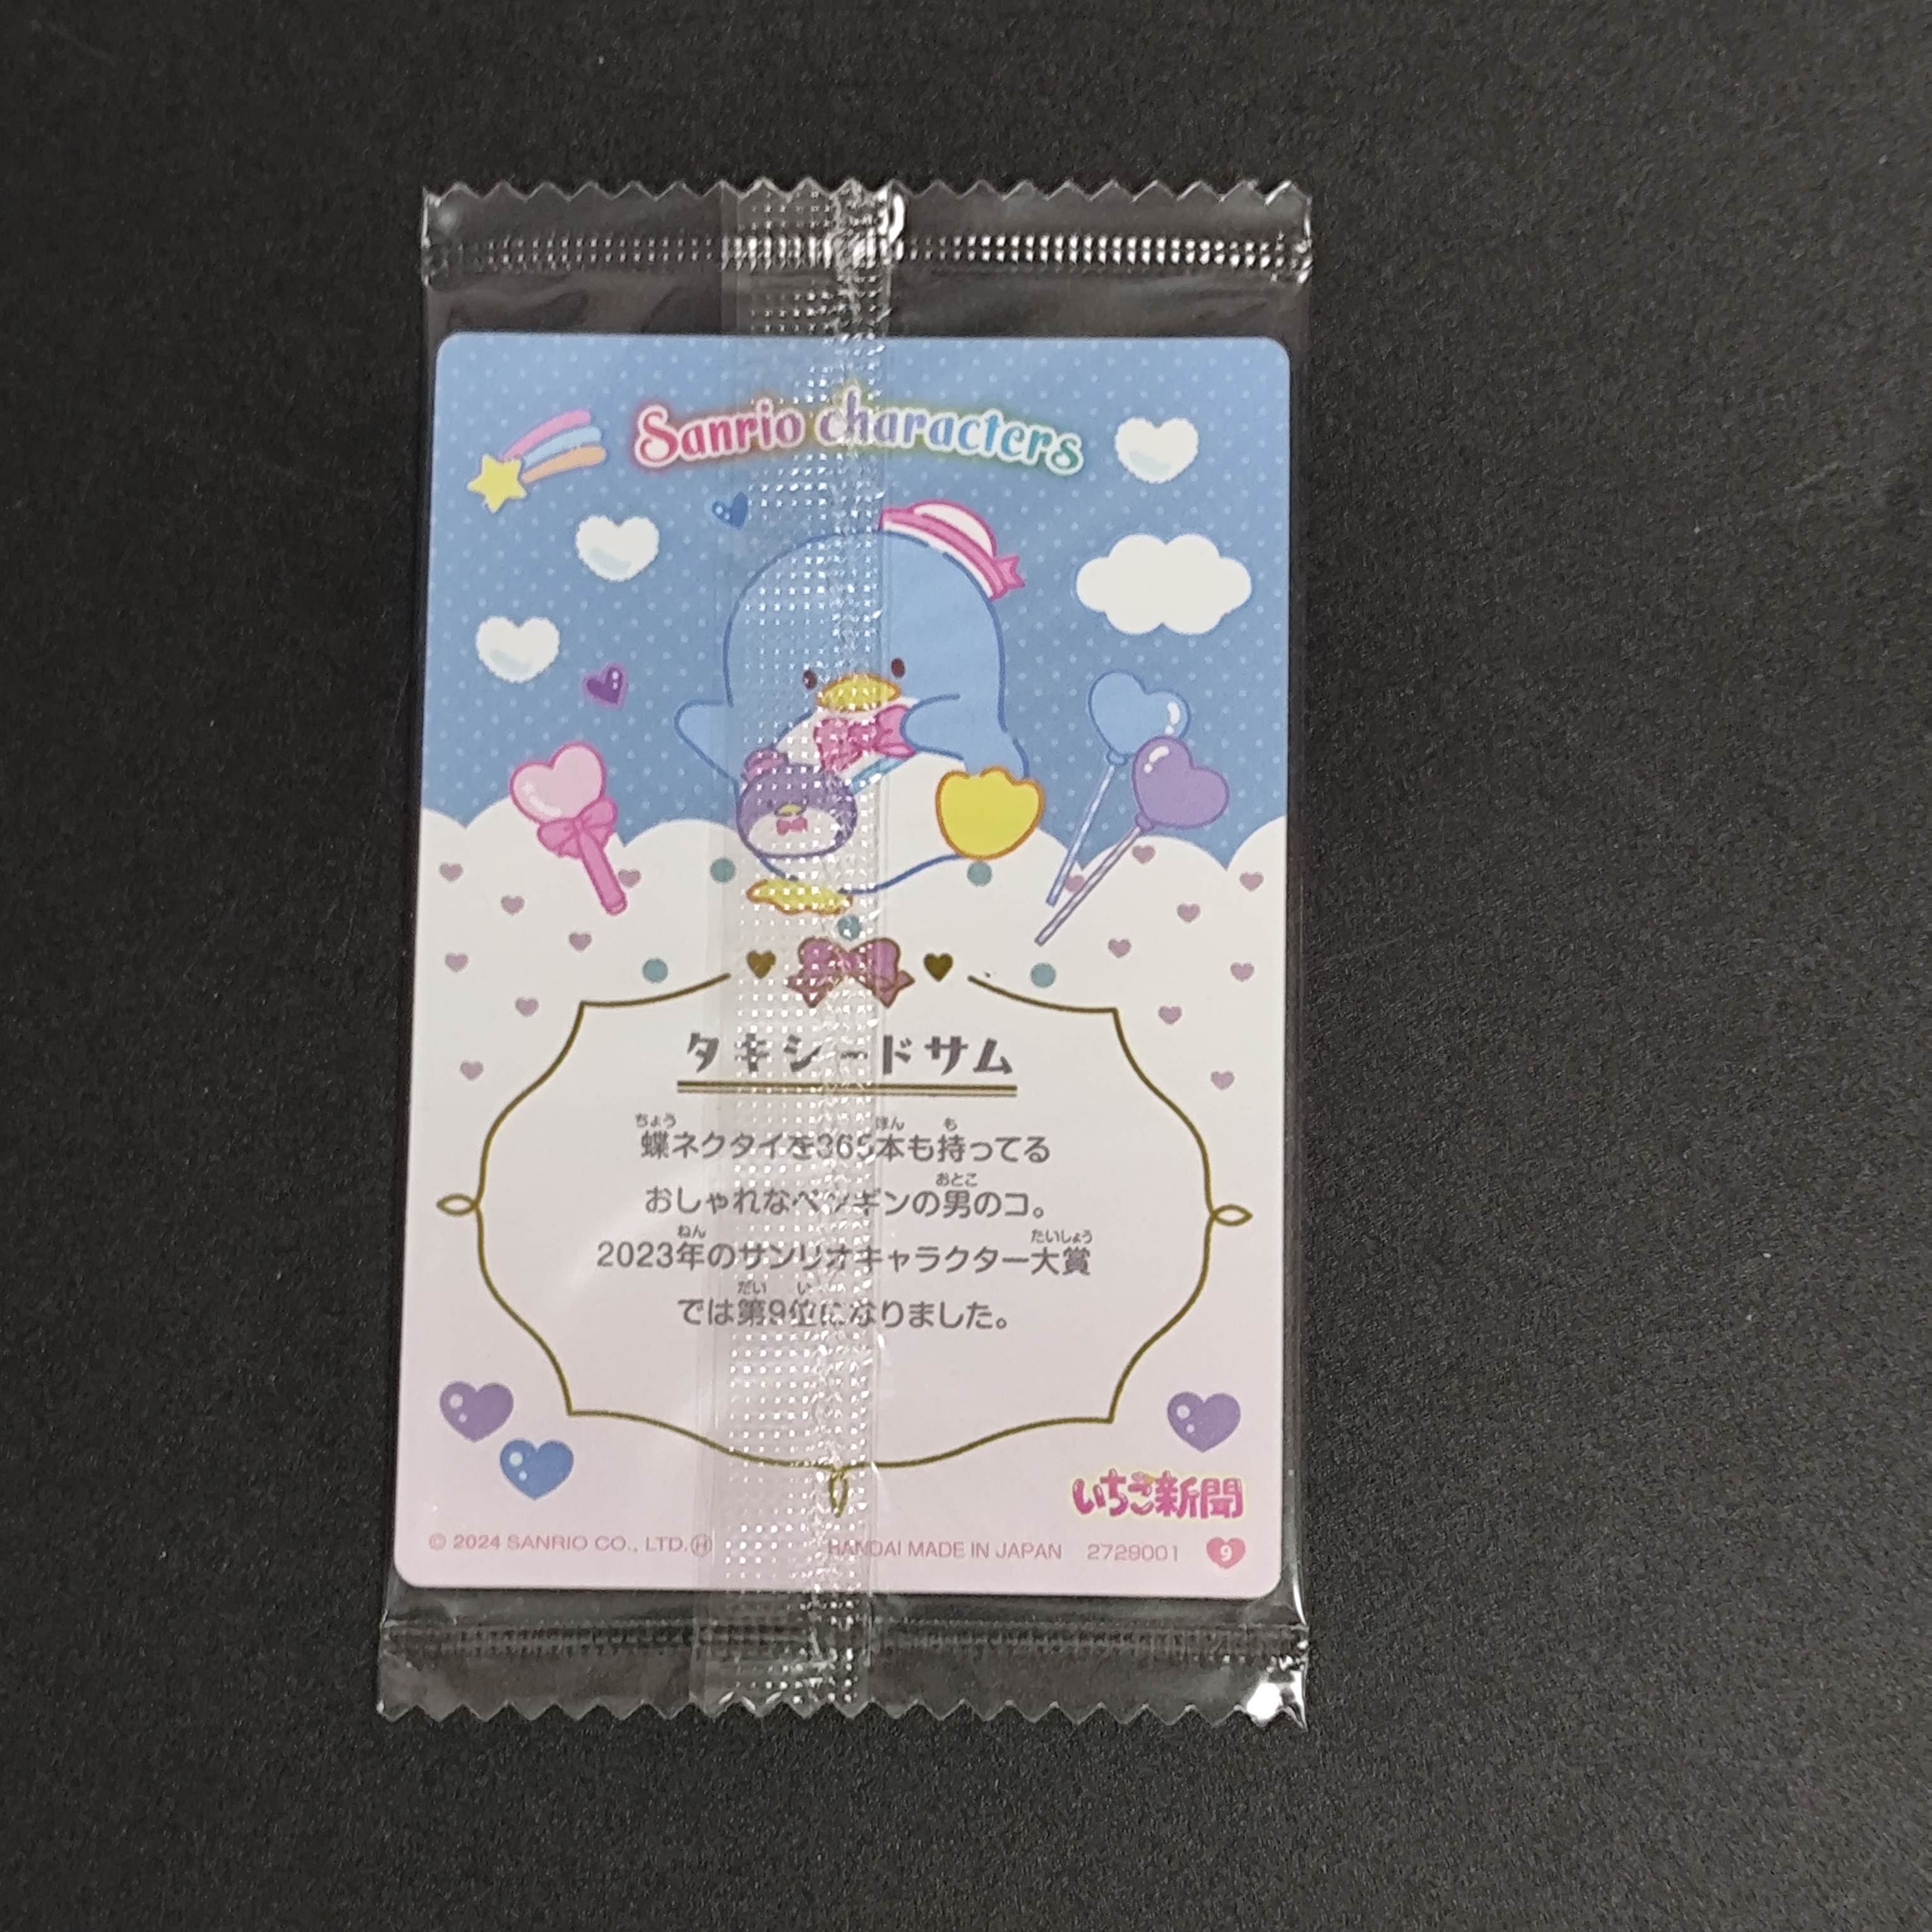 Sanrio characters
タキシードサム
蝶ネクタイを365本も持ってる
ちょう ほん も
おしゃれなペンギンの男のコ。
おとこ
2023年のサンリオキャラクター大賞
ねん たいしょう
では第9位になりました。
だい い
いちご新聞
© 2024 SANRIO CO., LTD. Ⓗ BANDAI MADE IN JAPAN 2729001 9